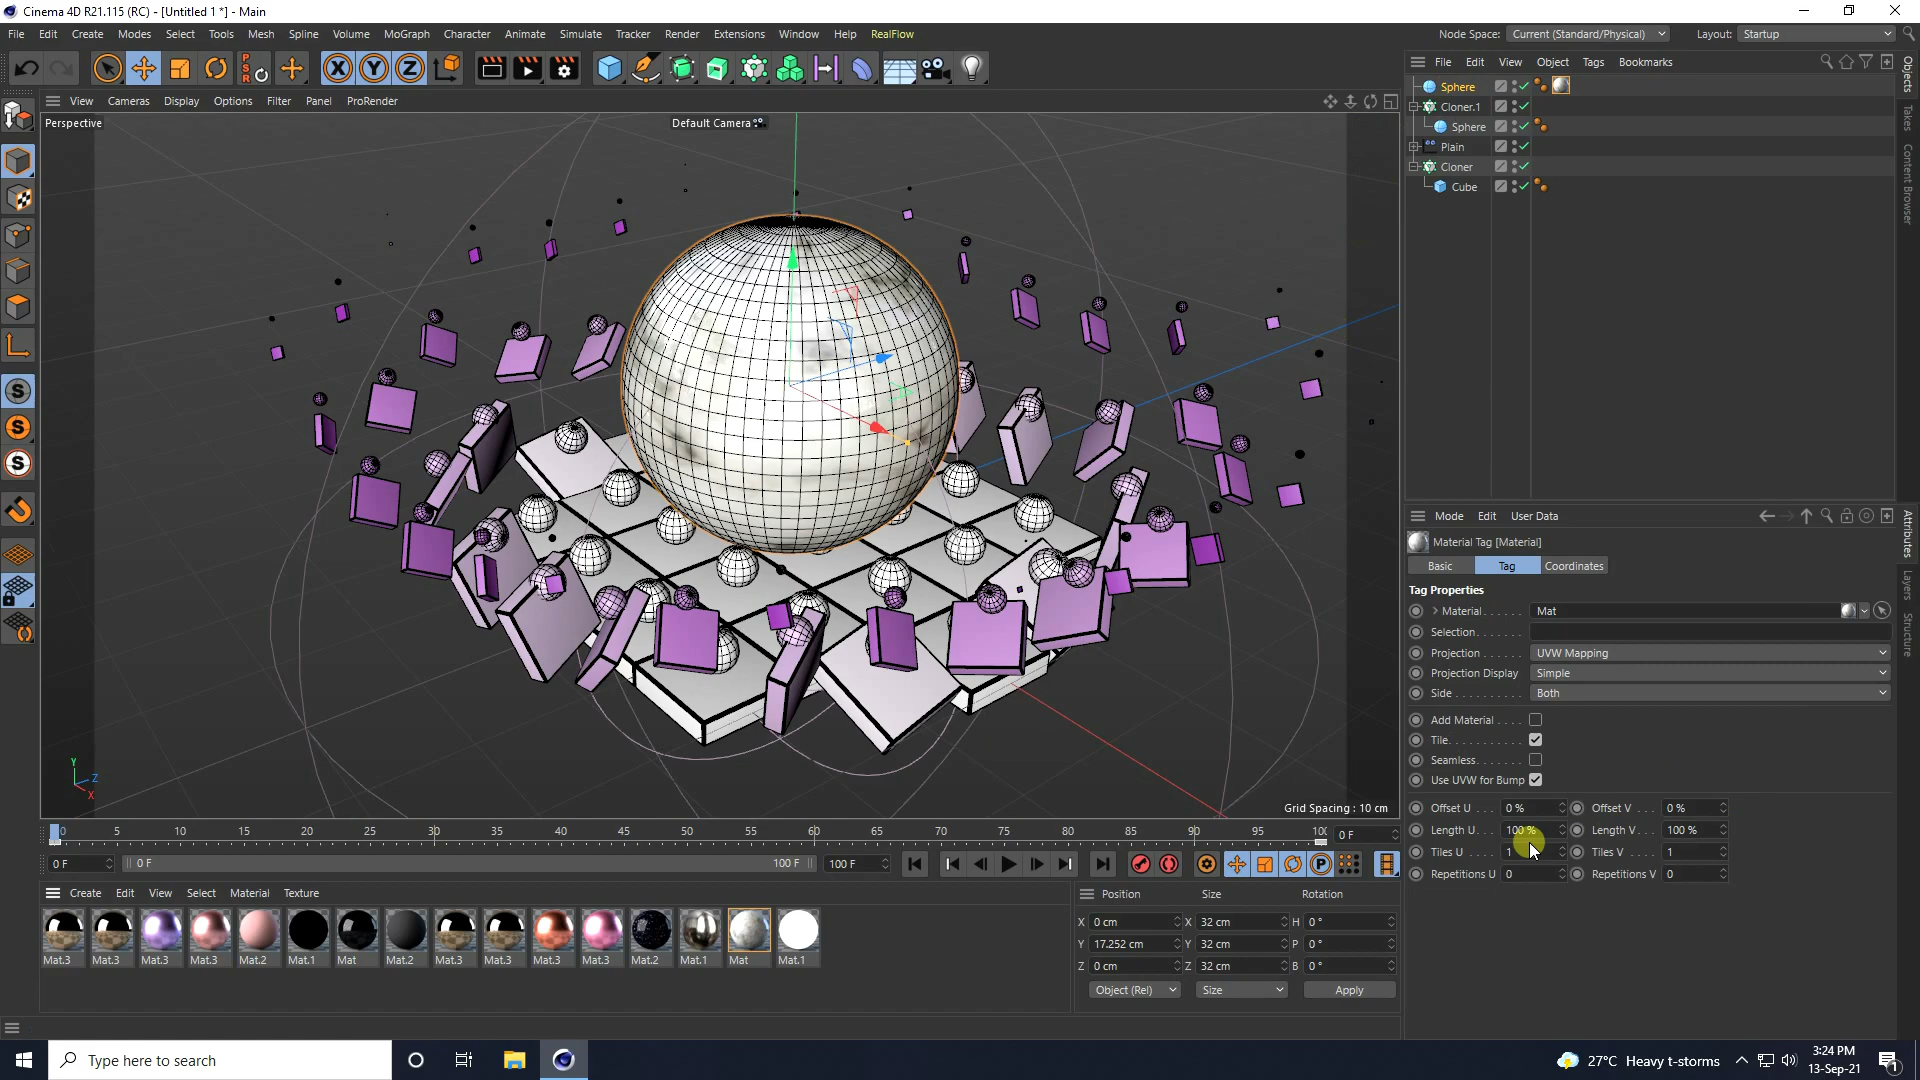 Cinema 4D R21.115 (RC) - [Untitled 1 *] - Main
File Edit Create Modes Select Tools Mesh Spline Volume MoGraph Character Animate Simulate Tracker Render Extensions Window Help RealFlow
Node Space: Current (Standard/Physical) Layout: Startup
PSR X Y Z
File Edit View Object Tags Bookmarks
View Cameras Display Options Filter Panel ProRender
Perspective
Default Camera
Sphere
Cloner.1
Sphere
Plain
Cloner
Cube
Objects
Takes
Content Browser
Attributes
Layers
Structure
Mode Edit User Data
Material Tag [Material]
Basic Tag Coordinates
Tag Properties
Material . . . . . . Mat
Selection . . . . . .
Projection . . . . . . UVW Mapping
Projection Display Simple
Side . . . . . . . . . . Both
Add Material . . . .
Tile . . . . . . . . . .
Seamless . . . . . .
Use UVW for Bump
Offset U . . . 0 % Offset V . . . 0 %
Length U . . . 100 % Length V . . . 100 %
Tiles U . . . . 1 Tiles V . . . . 1
Repetitions U 0 Repetitions V 0
Y
Z
X
Grid Spacing : 10 cm
0 5 10 15 20 25 30 35 40 45 50 55 60 65 70 75 80 85 90 95 100 0 F
0 F 0 F 100 F 100 F
Create Edit View Select Material Texture
Mat.3 Mat.3 Mat.3 Mat.3 Mat.2 Mat.1 Mat Mat.2 Mat.3 Mat.3 Mat.3 Mat.3 Mat.2 Mat.1 Mat Mat.1
Position Size Rotation
X 0 cm X 32 cm H 0 °
Y 17.252 cm Y 32 cm P 0 °
Z 0 cm Z 32 cm B 0 °
Object (Rel) Size Apply
Type here to search
27°C Heavy t-storms
3:24 PM
13-Sep-21
1